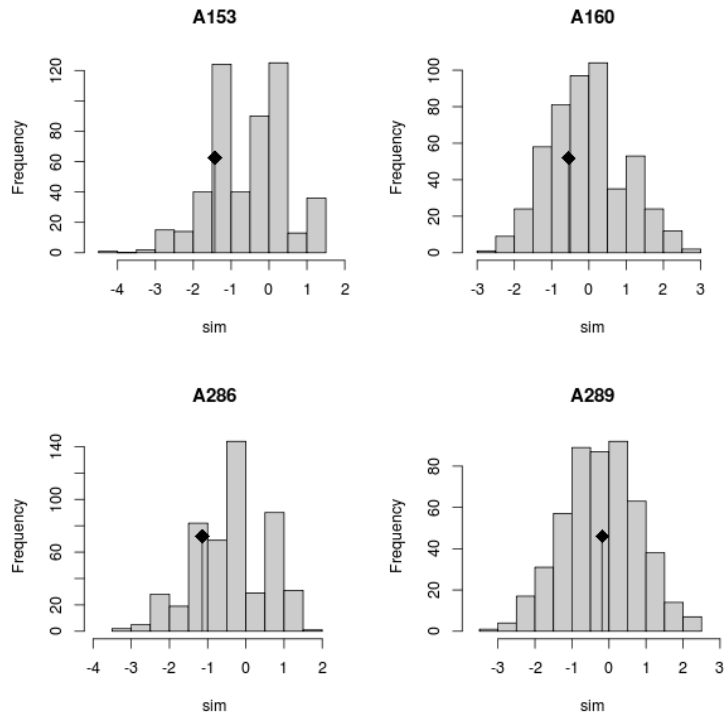 A153
Frequency
0 20 40 60 80 120
-4 -3 -2 -1 0 1 2
sim
A160
Frequency
0 20 40 60 80 100
-3 -2 -1 0 1 2 3
sim
A286
Frequency
0 20 60 100 140
-4 -3 -2 -1 0 1 2
sim
A289
Frequency
0 20 40 60 80
-3 -2 -1 0 1 2 3
sim